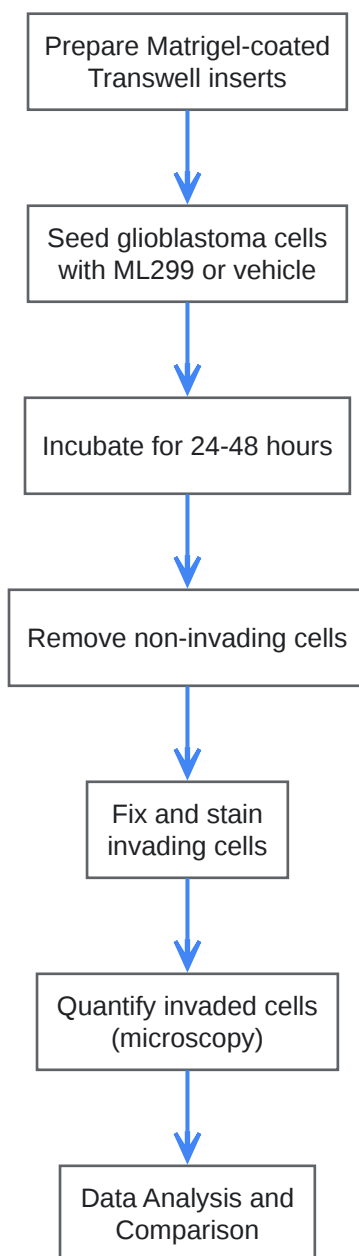 Prepare Matrigel-coated
Transwell inserts
Seed glioblastoma cells
with ML299 or vehicle
Incubate for 24-48 hours
Remove non-invading cells
Fix and stain
invading cells
Quantify invaded cells
(microscopy)
Data Analysis and
Comparison